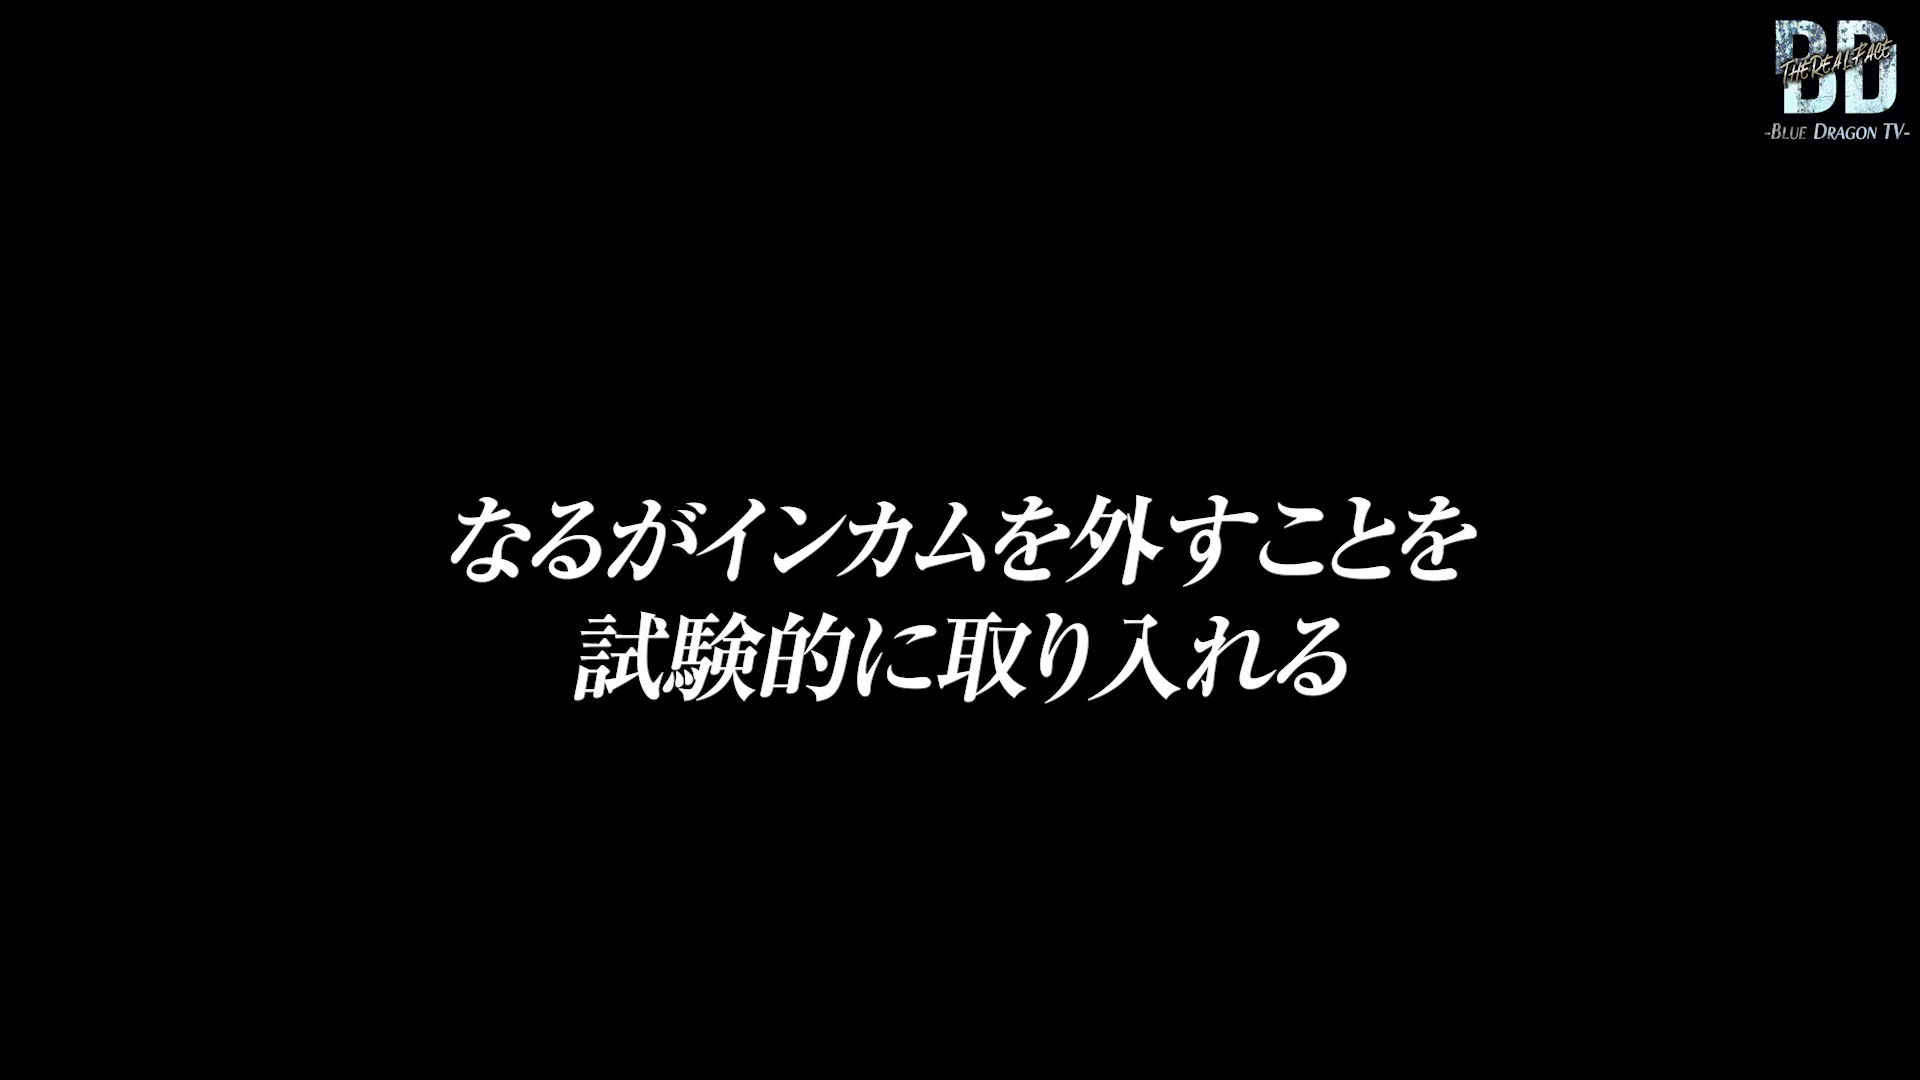 BD
THE REAL FACE
-BLUE DRAGON TV-
なるがインカムを外すことを
試験的に取り入れる